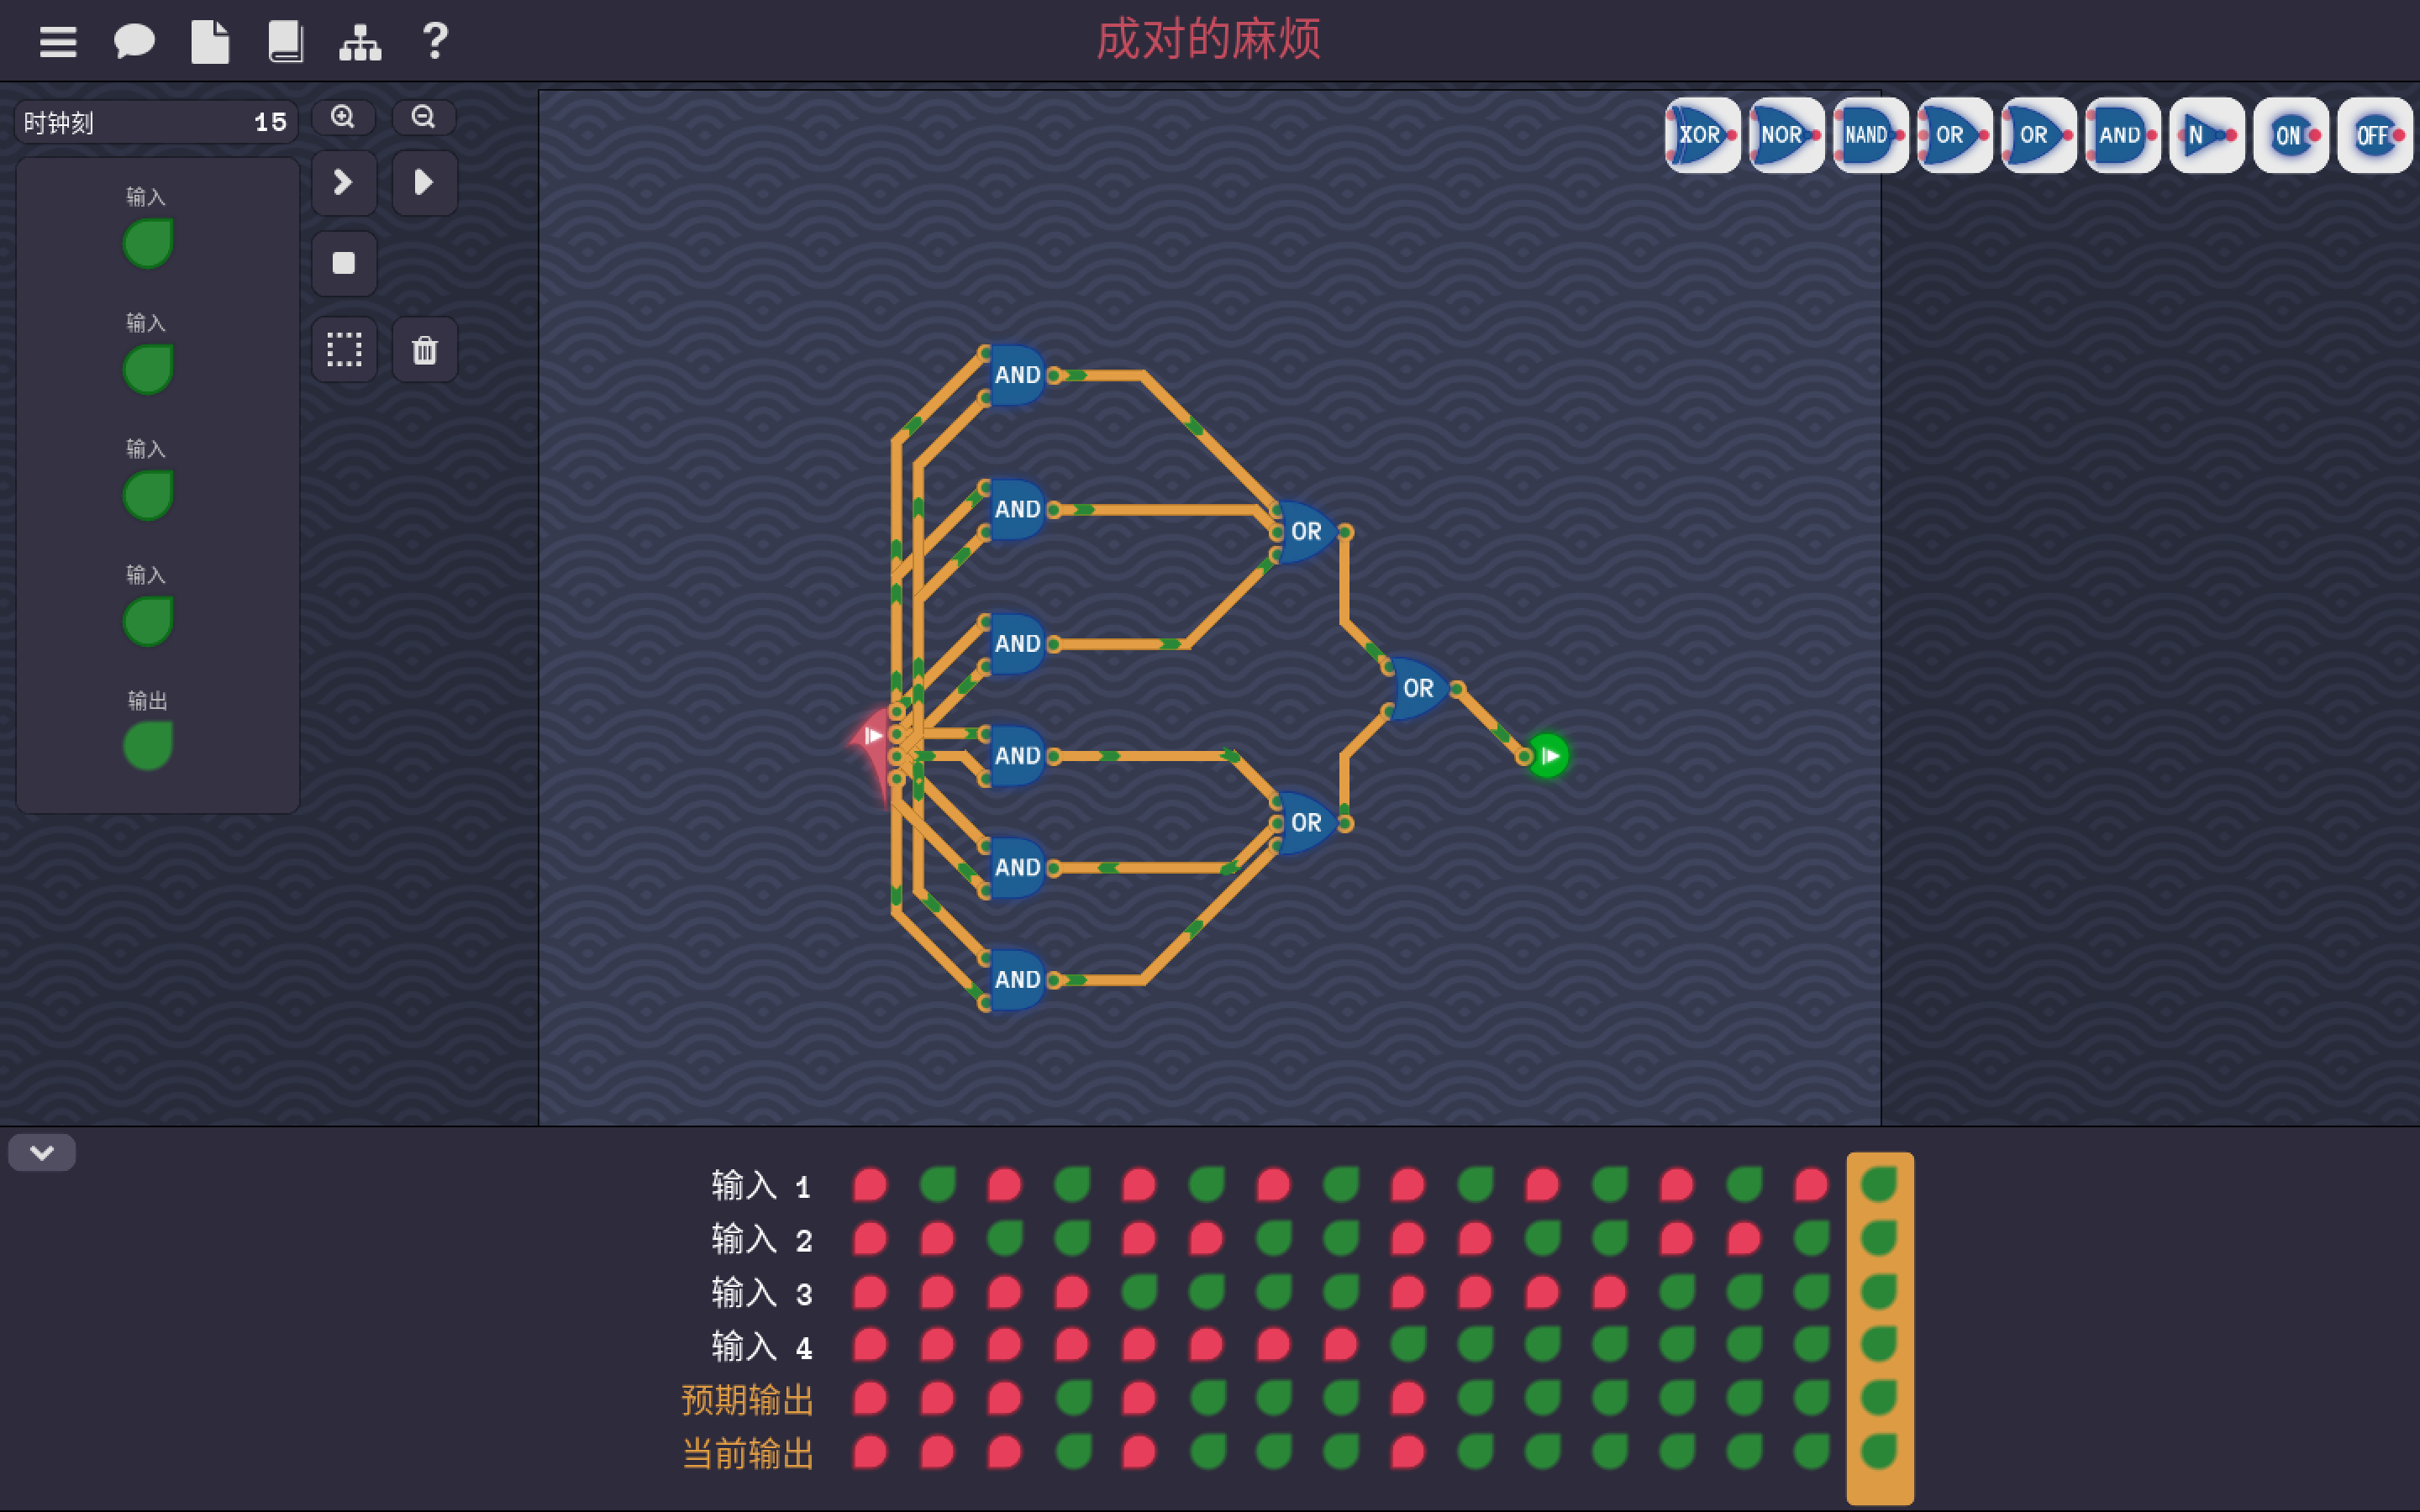 成对的麻烦
时钟刻 15
XOR NOR NAND OR OR AND N ON OFF
输入
输入
输入
输入
输出
AND
AND
OR
AND
OR
AND
OR
AND
AND
输入 1
输入 2
输入 3
输入 4
预期输出
当前输出